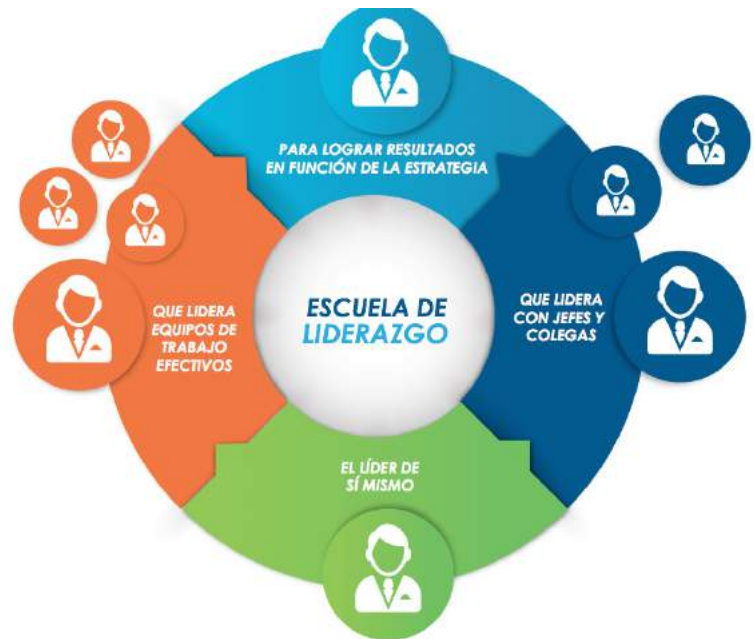 PARA LOGRAR RESULTADOS
EN FUNCIÓN DE LA ESTRATEGIA
ESCUELA DE
LIDERAZGO
QUE LIDERA
EQUIPOS DE
TRABAJO
EFECTIVOS
QUE LIDERA
CON JEFES Y
COLEGAS
EL LÍDER DE
SÍ MISMO